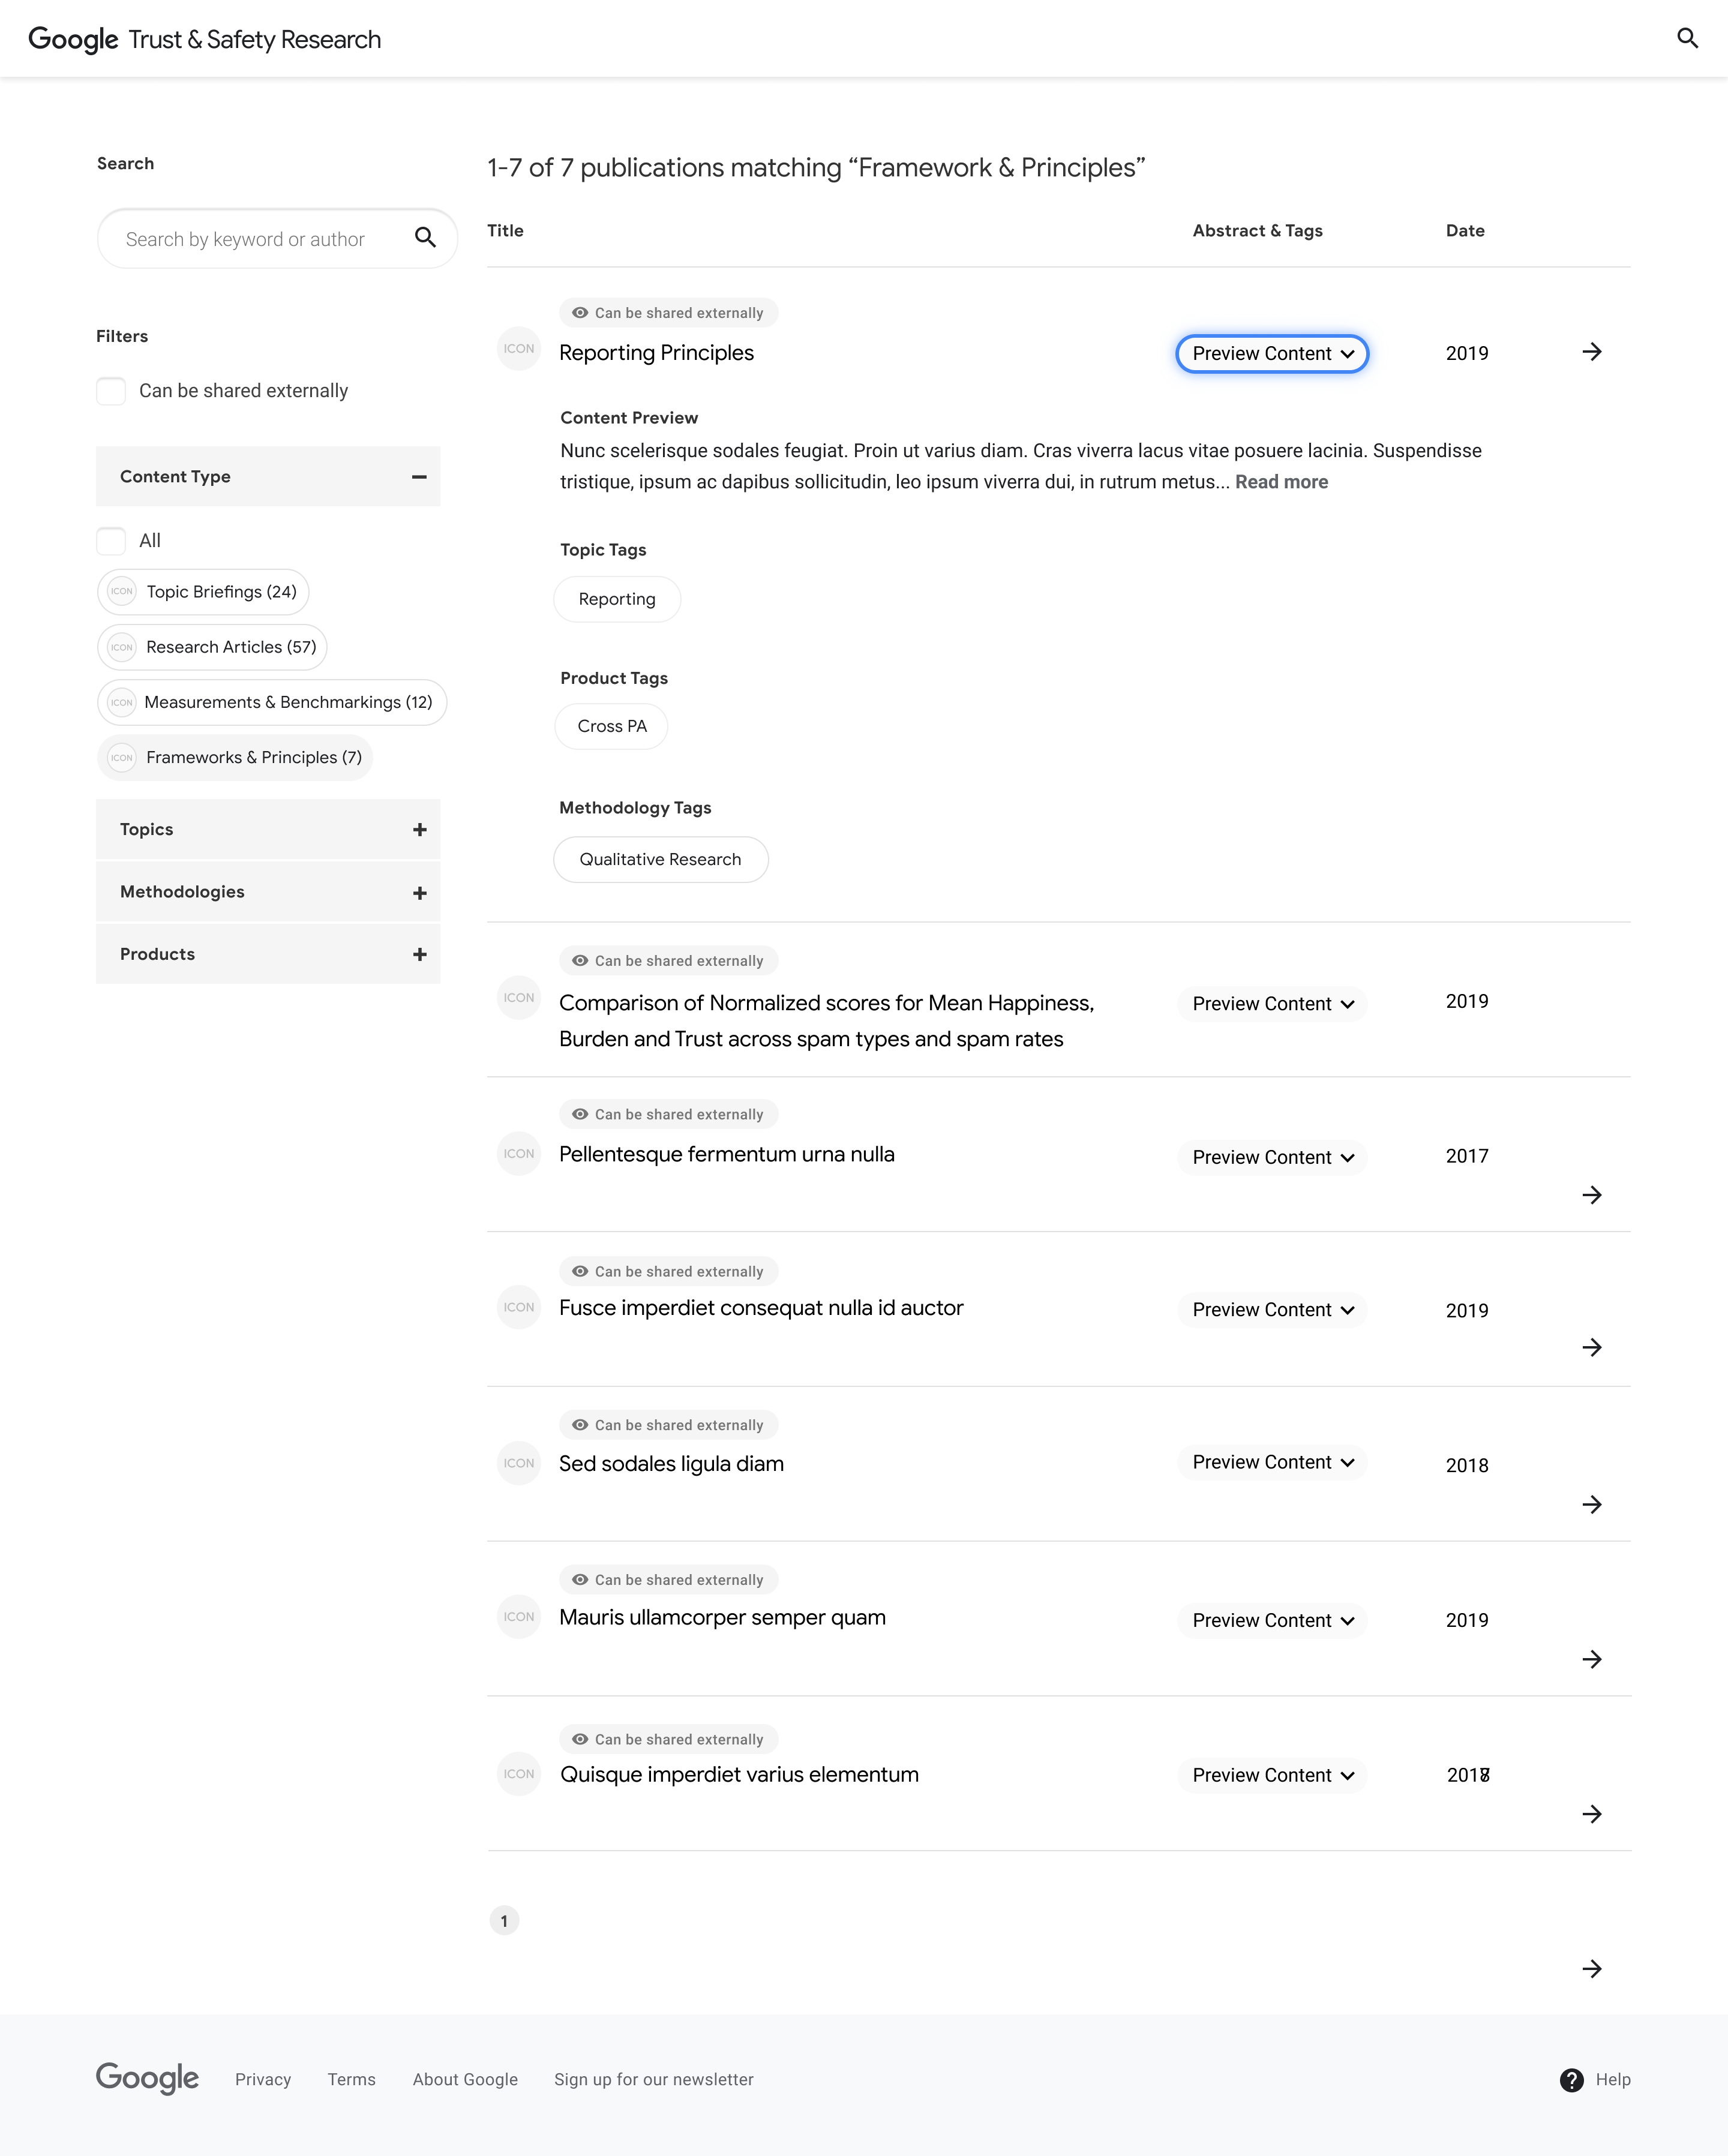 Google Trust & Safety Research
Search
Search by keyword or author
Filters
Can be shared externally
Content Type
All
ICON Topic Briefings (24)
ICON Research Articles (57)
ICON Measurements & Benchmarkings (12)
ICON Frameworks & Principles (7)
Topics
Methodologies
Products
1-7 of 7 publications matching “Framework & Principles”
Title Abstract & Tags Date
Can be shared externally
ICON Reporting Principles Preview Content 2019
Content Preview
Nunc scelerisque sodales feugiat. Proin ut varius diam. Cras viverra lacus vitae posuere lacinia. Suspendisse
tristique, ipsum ac dapibus sollicitudin, leo ipsum viverra dui, in rutrum metus... Read more
Topic Tags
Reporting
Product Tags
Cross PA
Methodology Tags
Qualitative Research
Can be shared externally
ICON Comparison of Normalized scores for Mean Happiness, Preview Content 2019
Burden and Trust across spam types and spam rates
Can be shared externally
ICON Pellentesque fermentum urna nulla Preview Content 2017
Can be shared externally
ICON Fusce imperdiet consequat nulla id auctor Preview Content 2019
Can be shared externally
ICON Sed sodales ligula diam Preview Content 2018
Can be shared externally
ICON Mauris ullamcorper semper quam Preview Content 2019
Can be shared externally
ICON Quisque imperdiet varius elementum Preview Content
1
Google Privacy Terms About Google Sign up for our newsletter Help